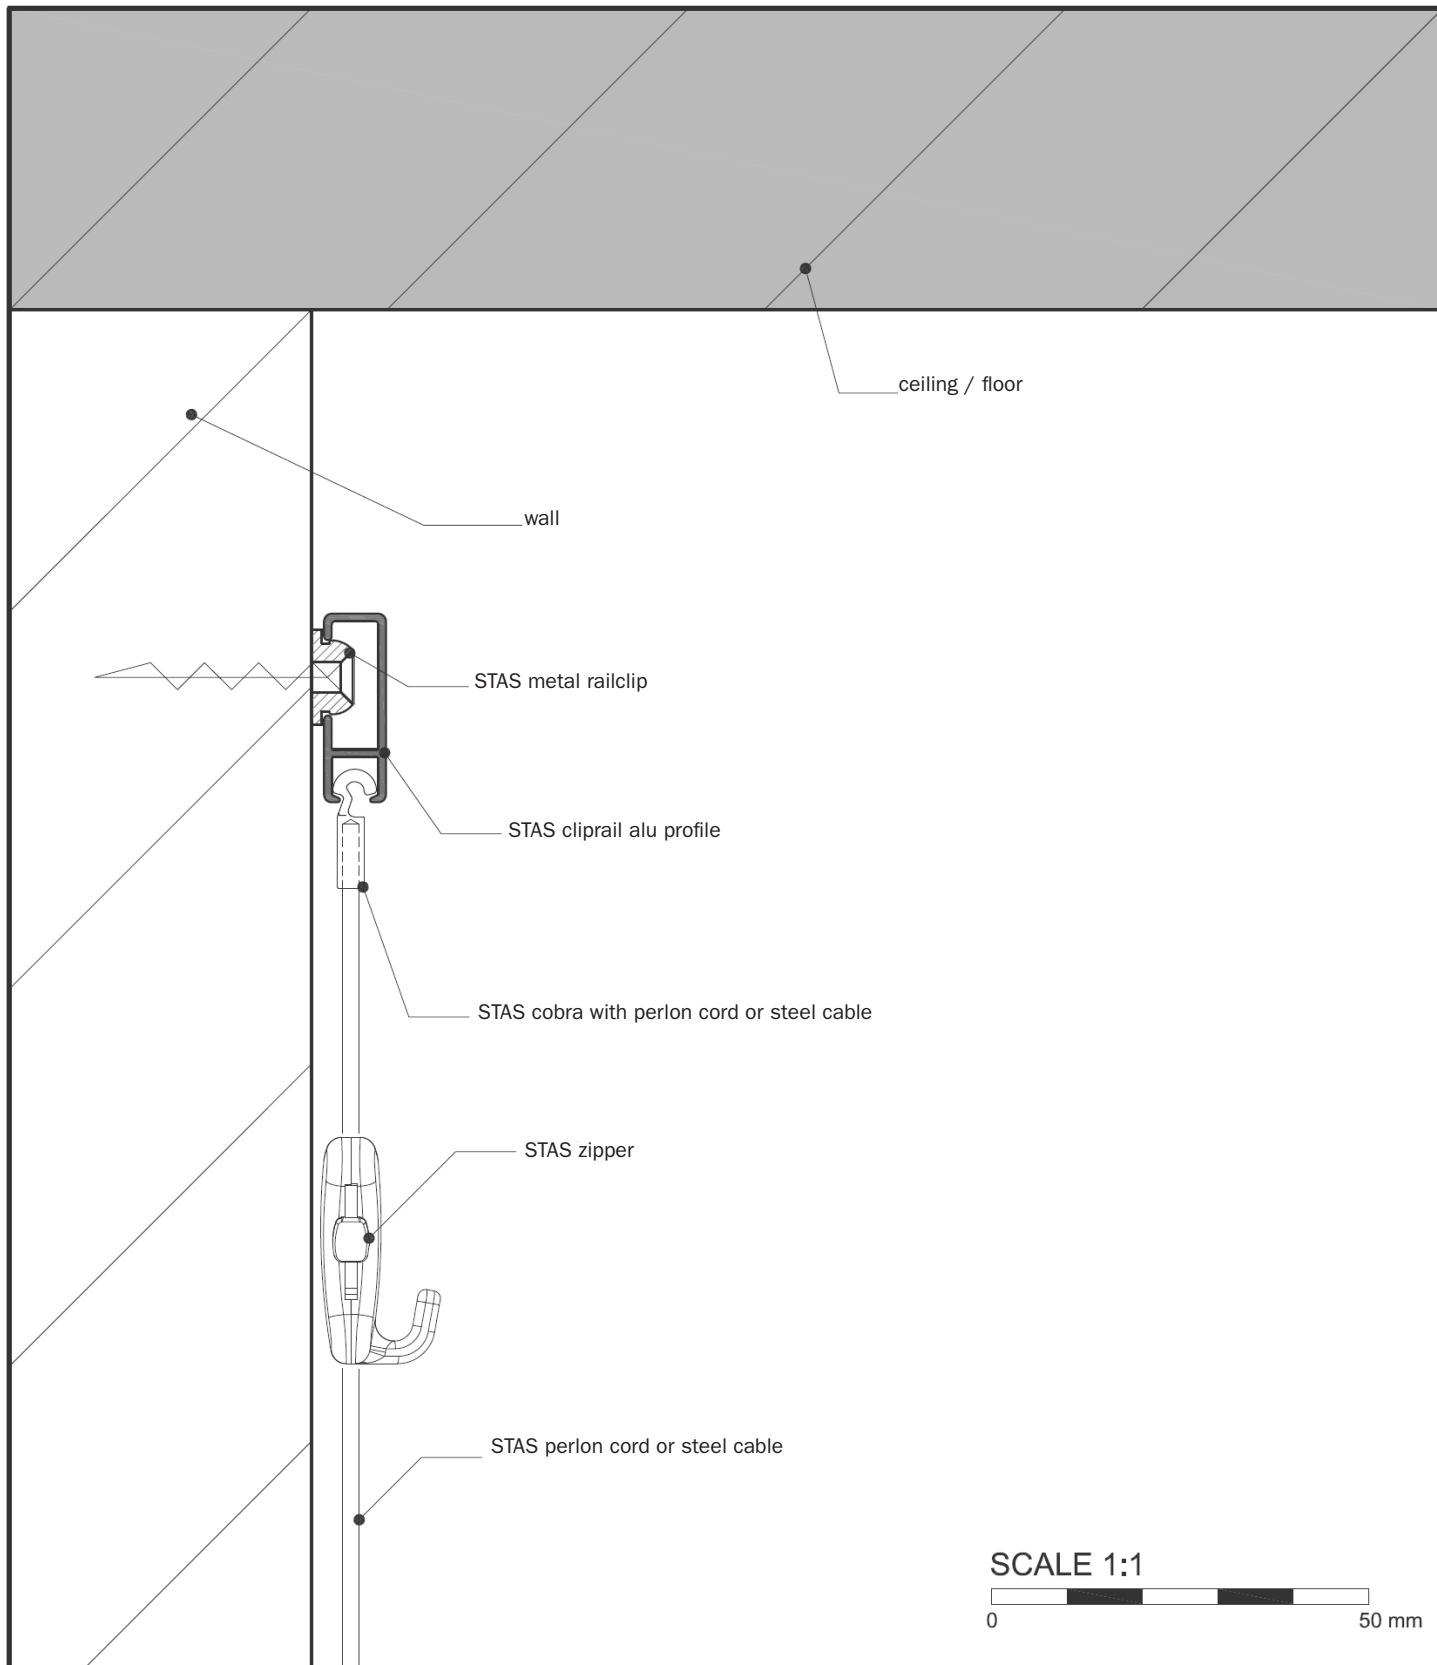 ceiling / floor
wall
STAS metal railclip
STAS cliprail alu profile
STAS cobra with perlon cord or steel cable
STAS zipper
STAS perlon cord or steel cable
SCALE 1:1
0 50 mm